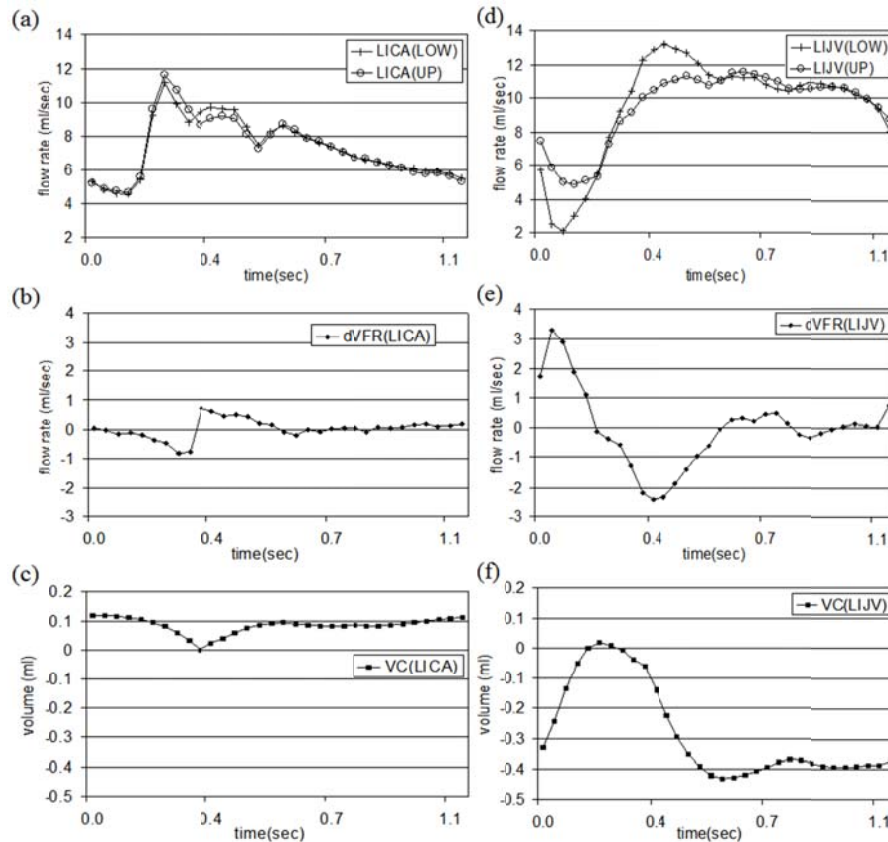 (a)
LICA(LOW)
LICA(UP)
14
12
10
8
6
4
2
flow rate (ml/sec)
0.0 0.4 0.7 1.1
time(sec)
(b)
dVFR(LICA)
4
3
2
1
0
-1
-2
-3
flow rate (ml/sec)
0.0 0.4 0.7 1.1
time(sec)
(c)
VC(LICA)
0.2
0.1
0
-0.1
-0.2
-0.3
-0.4
-0.5
volume (ml)
0.0 0.4 0.7 1.1
time(sec)
(d)
LIJV(LOW)
LIJV(UP)
14
12
10
8
6
4
2
flow rate (ml/sec)
0.0 0.4 0.7 1.1
time(sec)
(e)
dVFR(LIJV)
4
3
2
1
0
-1
-2
-3
flow rate (ml/sec)
0.0 0.4 0.7 1.1
time(sec)
(f)
VC(LIJV)
0.2
0.1
0
-0.1
-0.2
-0.3
-0.4
-0.5
volume (ml)
0.0 0.4 0.7 1.1
time(sec)